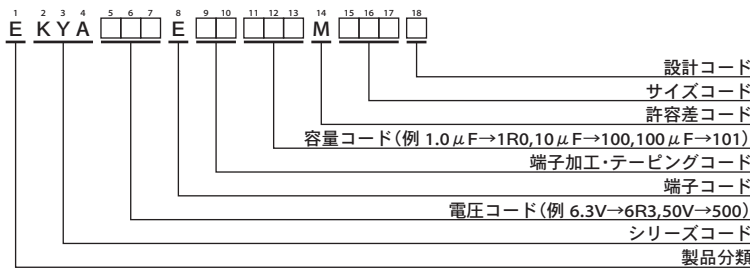 1 2 3 4 5 6 7 8 9 10 11 12 13 14 15 16 17 18
E K Y A □□□ E □□ □□□ M □□□ □
設計コード
サイズコード
許容差コード
容量コード(例 1.0μF→1R0,10μF→100,100μF→101)
端子加工・テーピングコード
端子コード
電圧コード(例 6.3V→6R3,50V→500)
シリーズコード
製品分類